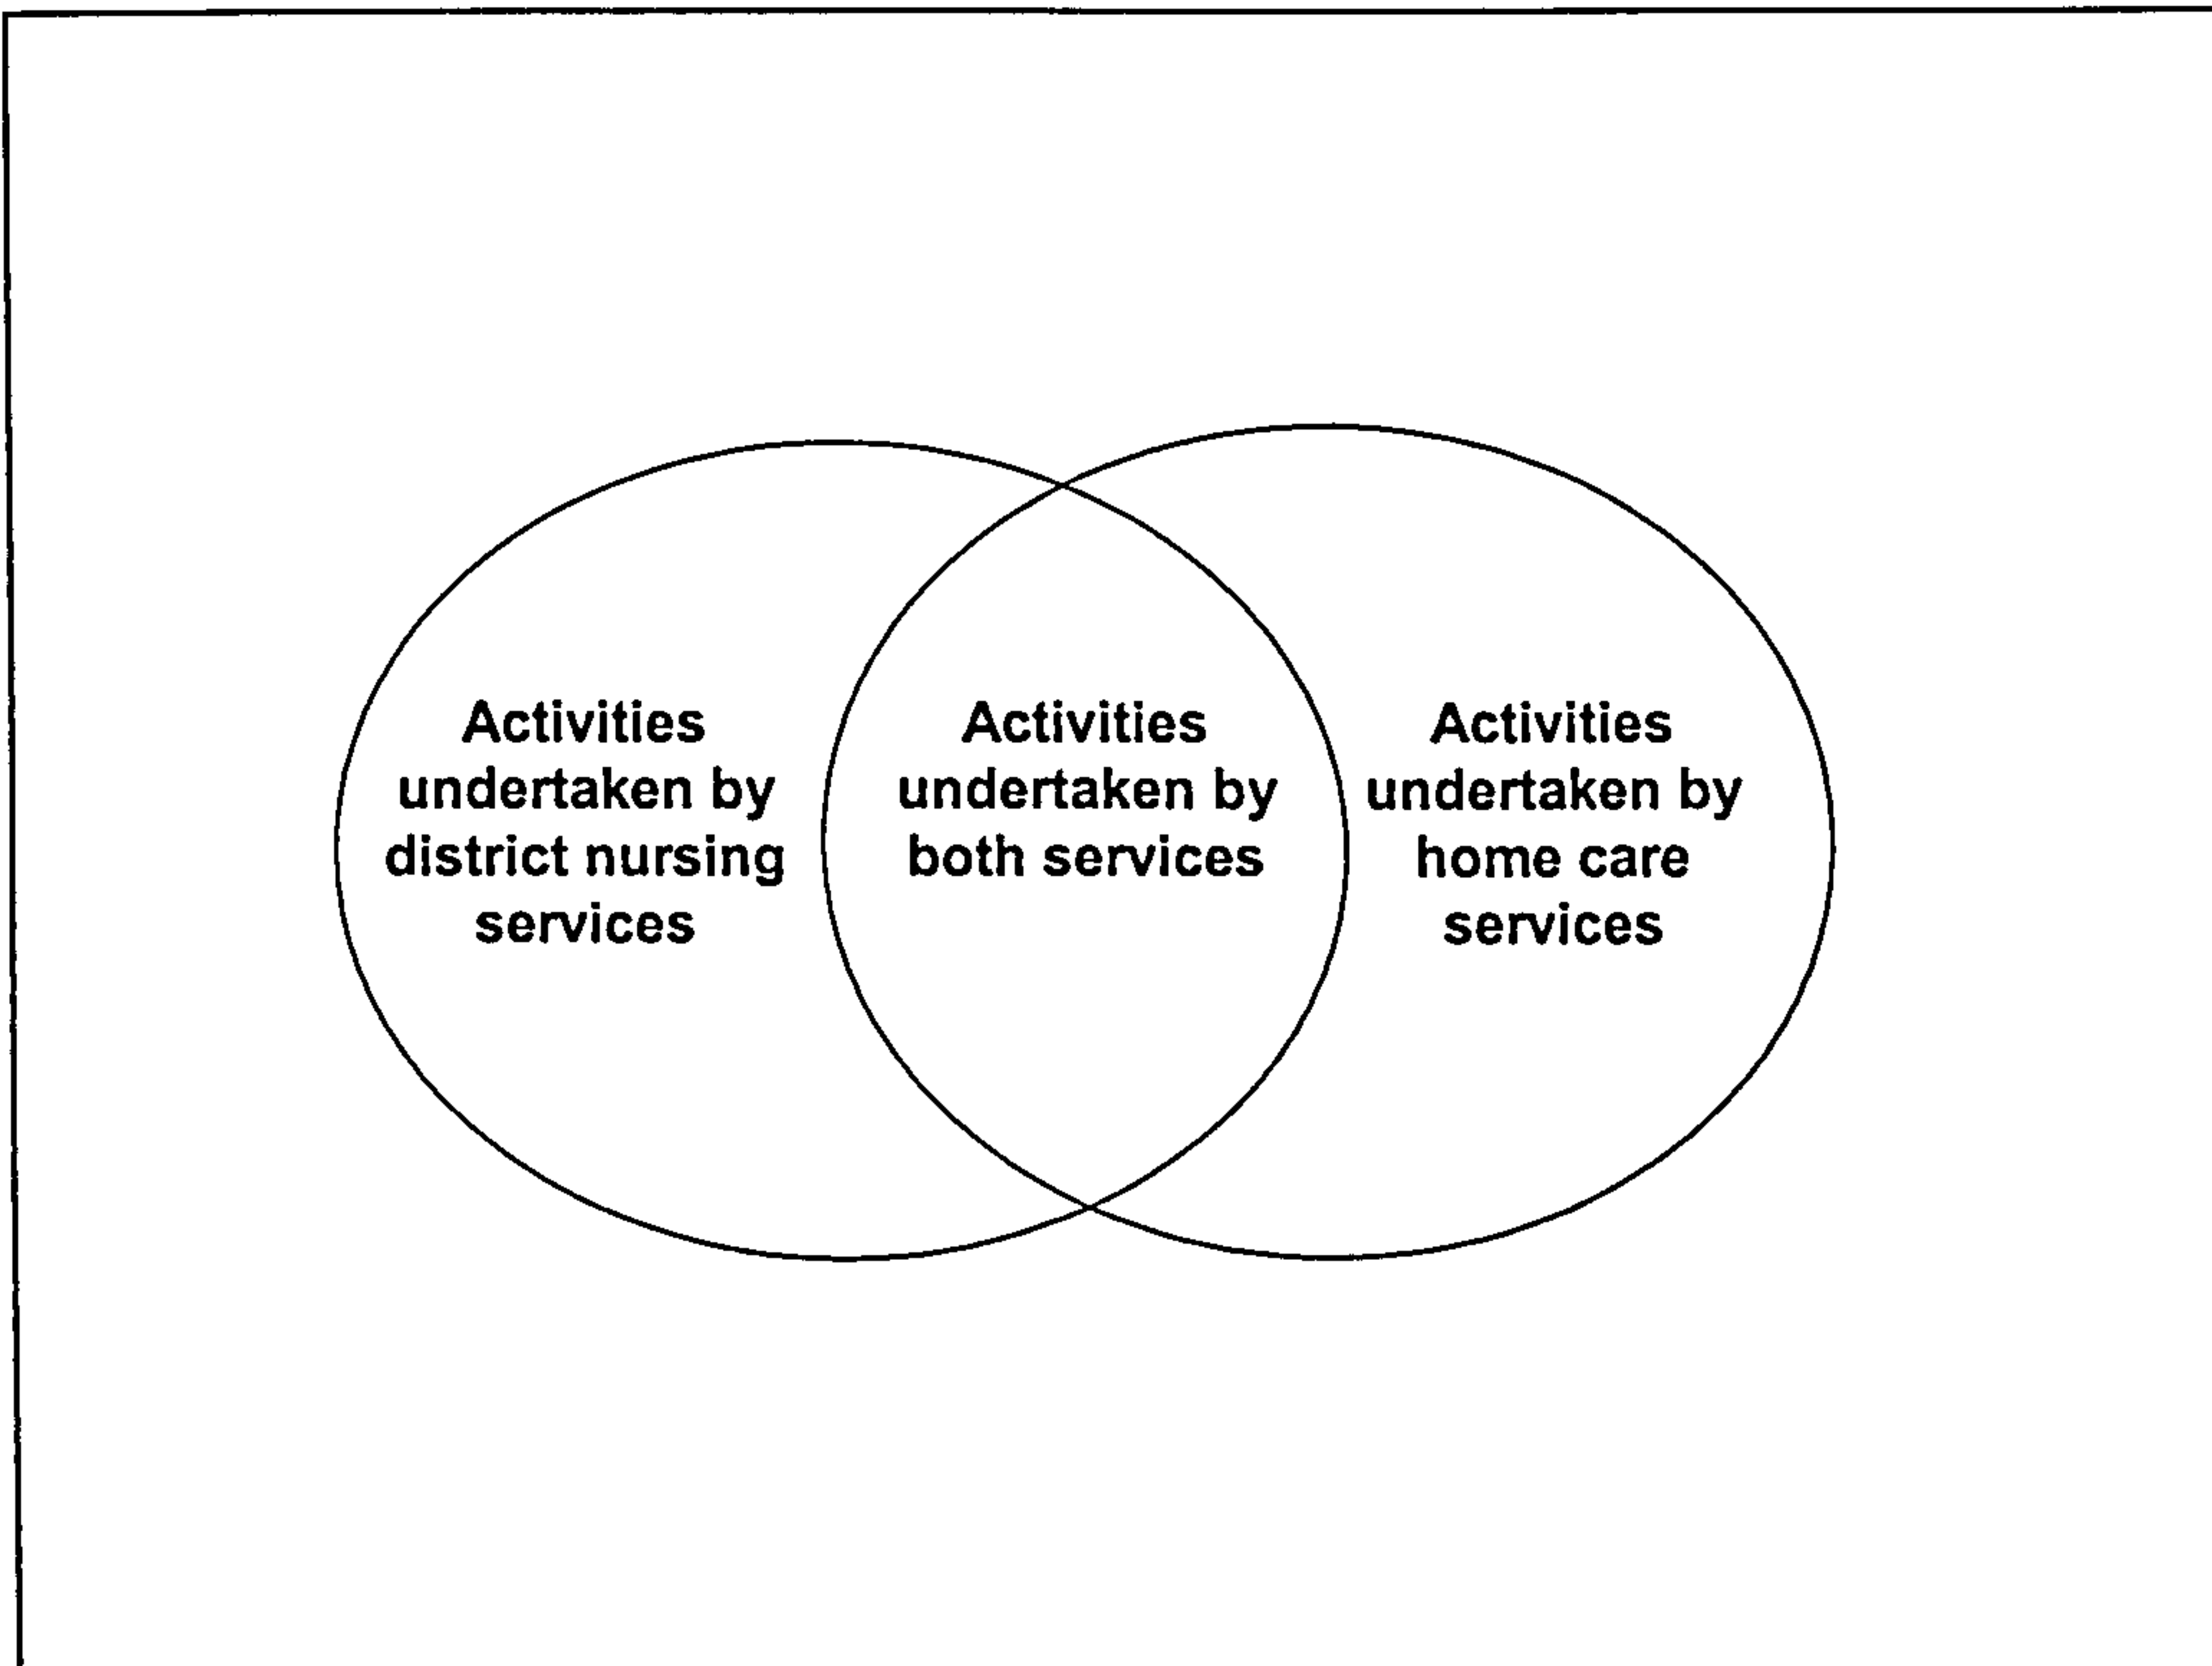 Activities
undertaken by
district nursing
services
Activities
undertaken by
both services
Activities
undertaken by
home care
services